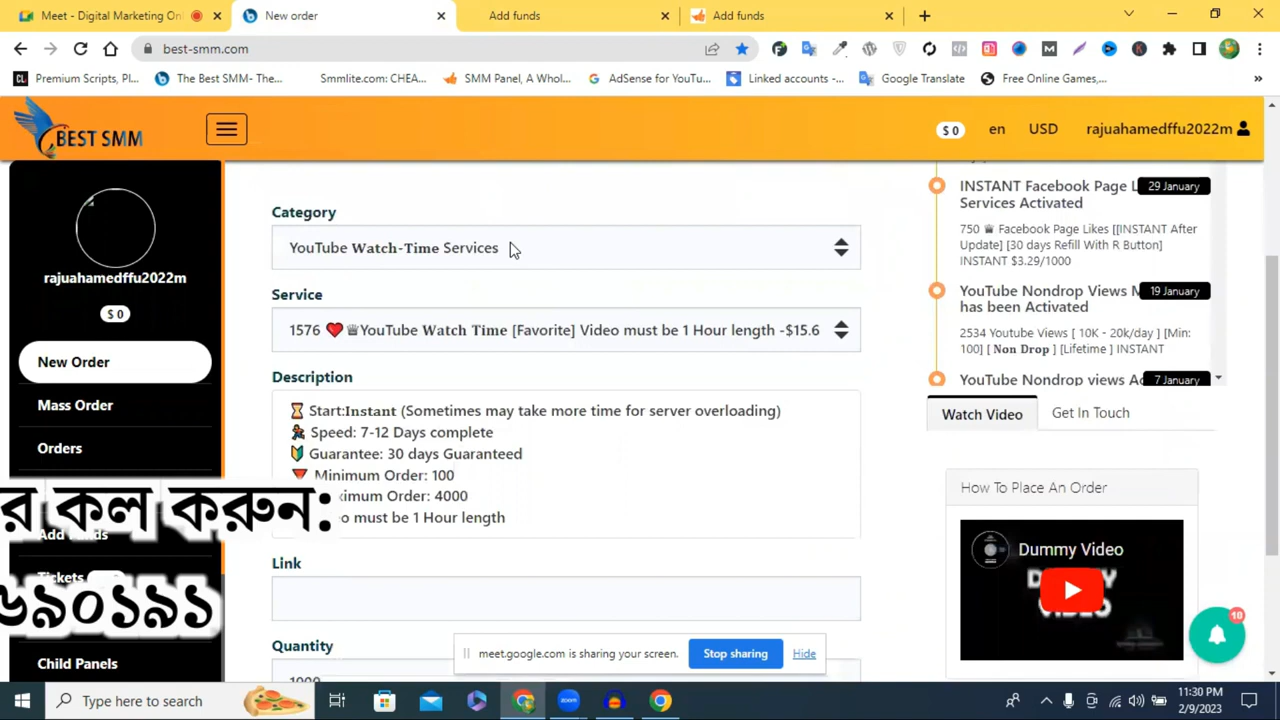 Meet - Digital Marketing Onl
New order
Add funds
Add funds
best-smm.com
Premium Scripts, Pl...
The Best SMM- The...
Smmlite.com: CHEA...
SMM Panel, A Whol...
AdSense for YouTu...
Linked accounts -...
Google Translate
Free Online Games,...
BEST SMM
$ 0
en
USD
rajuahamedffu2022m
rajuahamedffu2022m
$ 0
New Order
Mass Order
Orders
Add Funds
Tickets
Child Panels
র কল করুন:
৬৯০১৯১
Category
YouTube Watch-Time Services
Service
1576 ❤️♕YouTube Watch Time [Favorite] Video must be 1 Hour length -$15.6
Description
⏳ Start:Instant (Sometimes may take more time for server overloading)
Speed: 7-12 Days complete
🔰 Guarantee: 30 days Guaranteed
🔻 Minimum Order: 100
ximum Order: 4000
o must be 1 Hour length
Link
Quantity
1000
INSTANT Facebook Page L
29 January
Services Activated
750 ♛ Facebook Page Likes [[INSTANT After
Update] [30 days Refill With R Button]
INSTANT $3.29/1000
YouTube Nondrop Views M
19 January
has been Activated
2534 Youtube Views [ 10K - 20k/day ] [Min:
100] [ Non Drop ] [Lifetime ] INSTANT
YouTube Nondrop views Ac
7 January
Watch Video
Get In Touch
How To Place An Order
Dummy Video
10
meet.google.com is sharing your screen.
Stop sharing
Hide
Type here to search
11:30 PM
2/9/2023